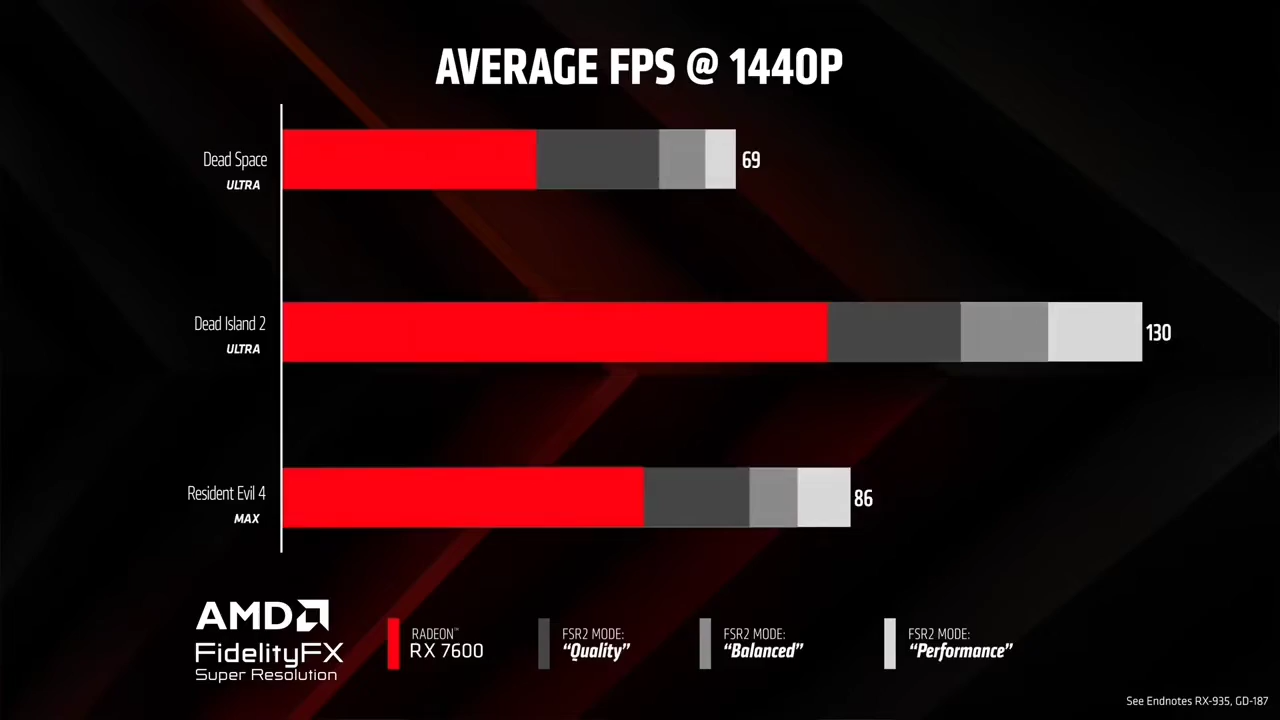 AVERAGE FPS @ 1440P
Dead Space
ULTRA
69
Dead Island 2
ULTRA
130
Resident Evil 4
MAX
86
AMD
FidelityFX
Super Resolution
RADEON™
RX 7600
FSR2 MODE:
“Quality”
FSR2 MODE:
“Balanced”
FSR2 MODE:
“Performance”
See Endnotes RX-935, GD-187